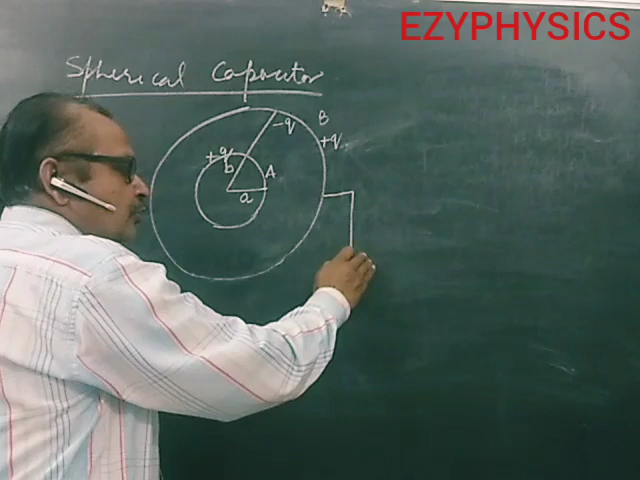 EZYPHYSICS
Spherical Capacitor
B
-q
+q
+q
b
A
a